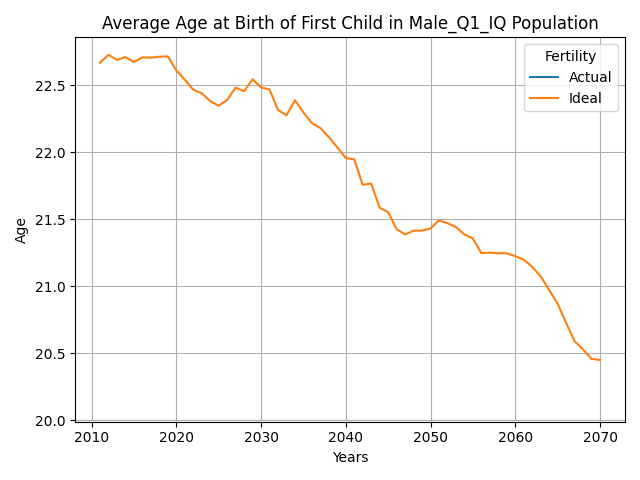 Average Age at Birth of First Child in Male_Q1_IQ Population
Fertility
Actual
Ideal
22.5
22.0
21.5
21.0
20.5
20.0
Age
2010 2020 2030 2040 2050 2060 2070
Years